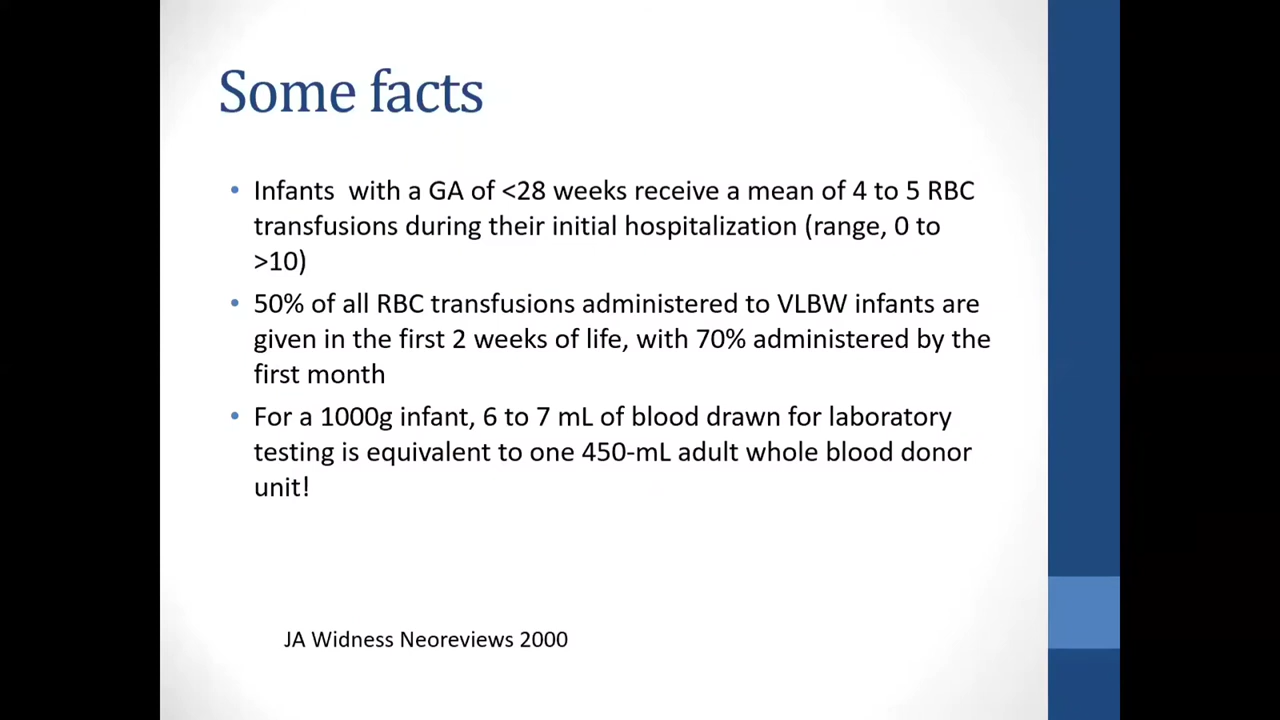 Some facts
• Infants  with a GA of <28 weeks receive a mean of 4 to 5 RBC
transfusions during their initial hospitalization (range, 0 to
>10)
• 50% of all RBC transfusions administered to VLBW infants are
given in the first 2 weeks of life, with 70% administered by the
first month
• For a 1000g infant, 6 to 7 mL of blood drawn for laboratory
testing is equivalent to one 450-mL adult whole blood donor
unit!
JA Widness Neoreviews 2000